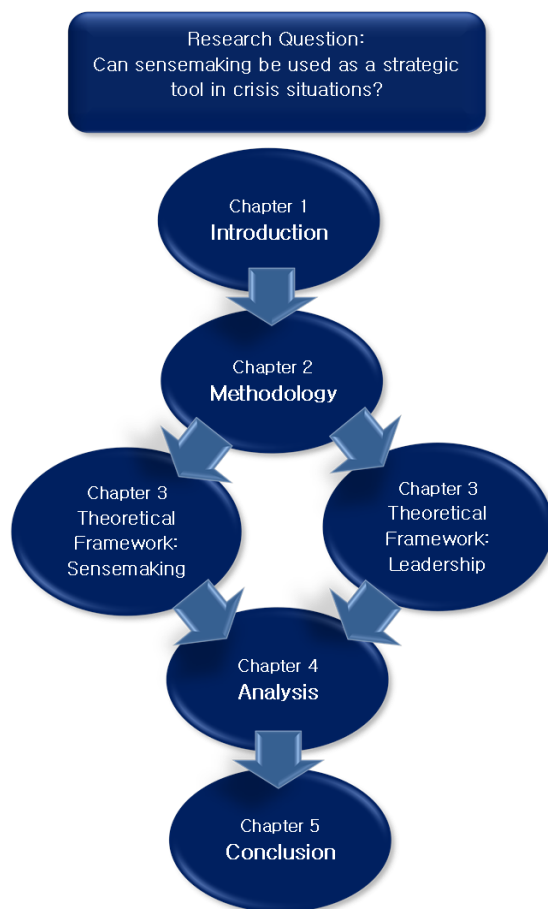 Research Question:
Can sensemaking be used as a strategic
tool in crisis situations?
Chapter 1
Introduction
Chapter 2
Methodology
Chapter 3
Theoretical
Framework:
Sensemaking
Chapter 3
Theoretical
Framework:
Leadership
Chapter 4
Analysis
Chapter 5
Conclusion